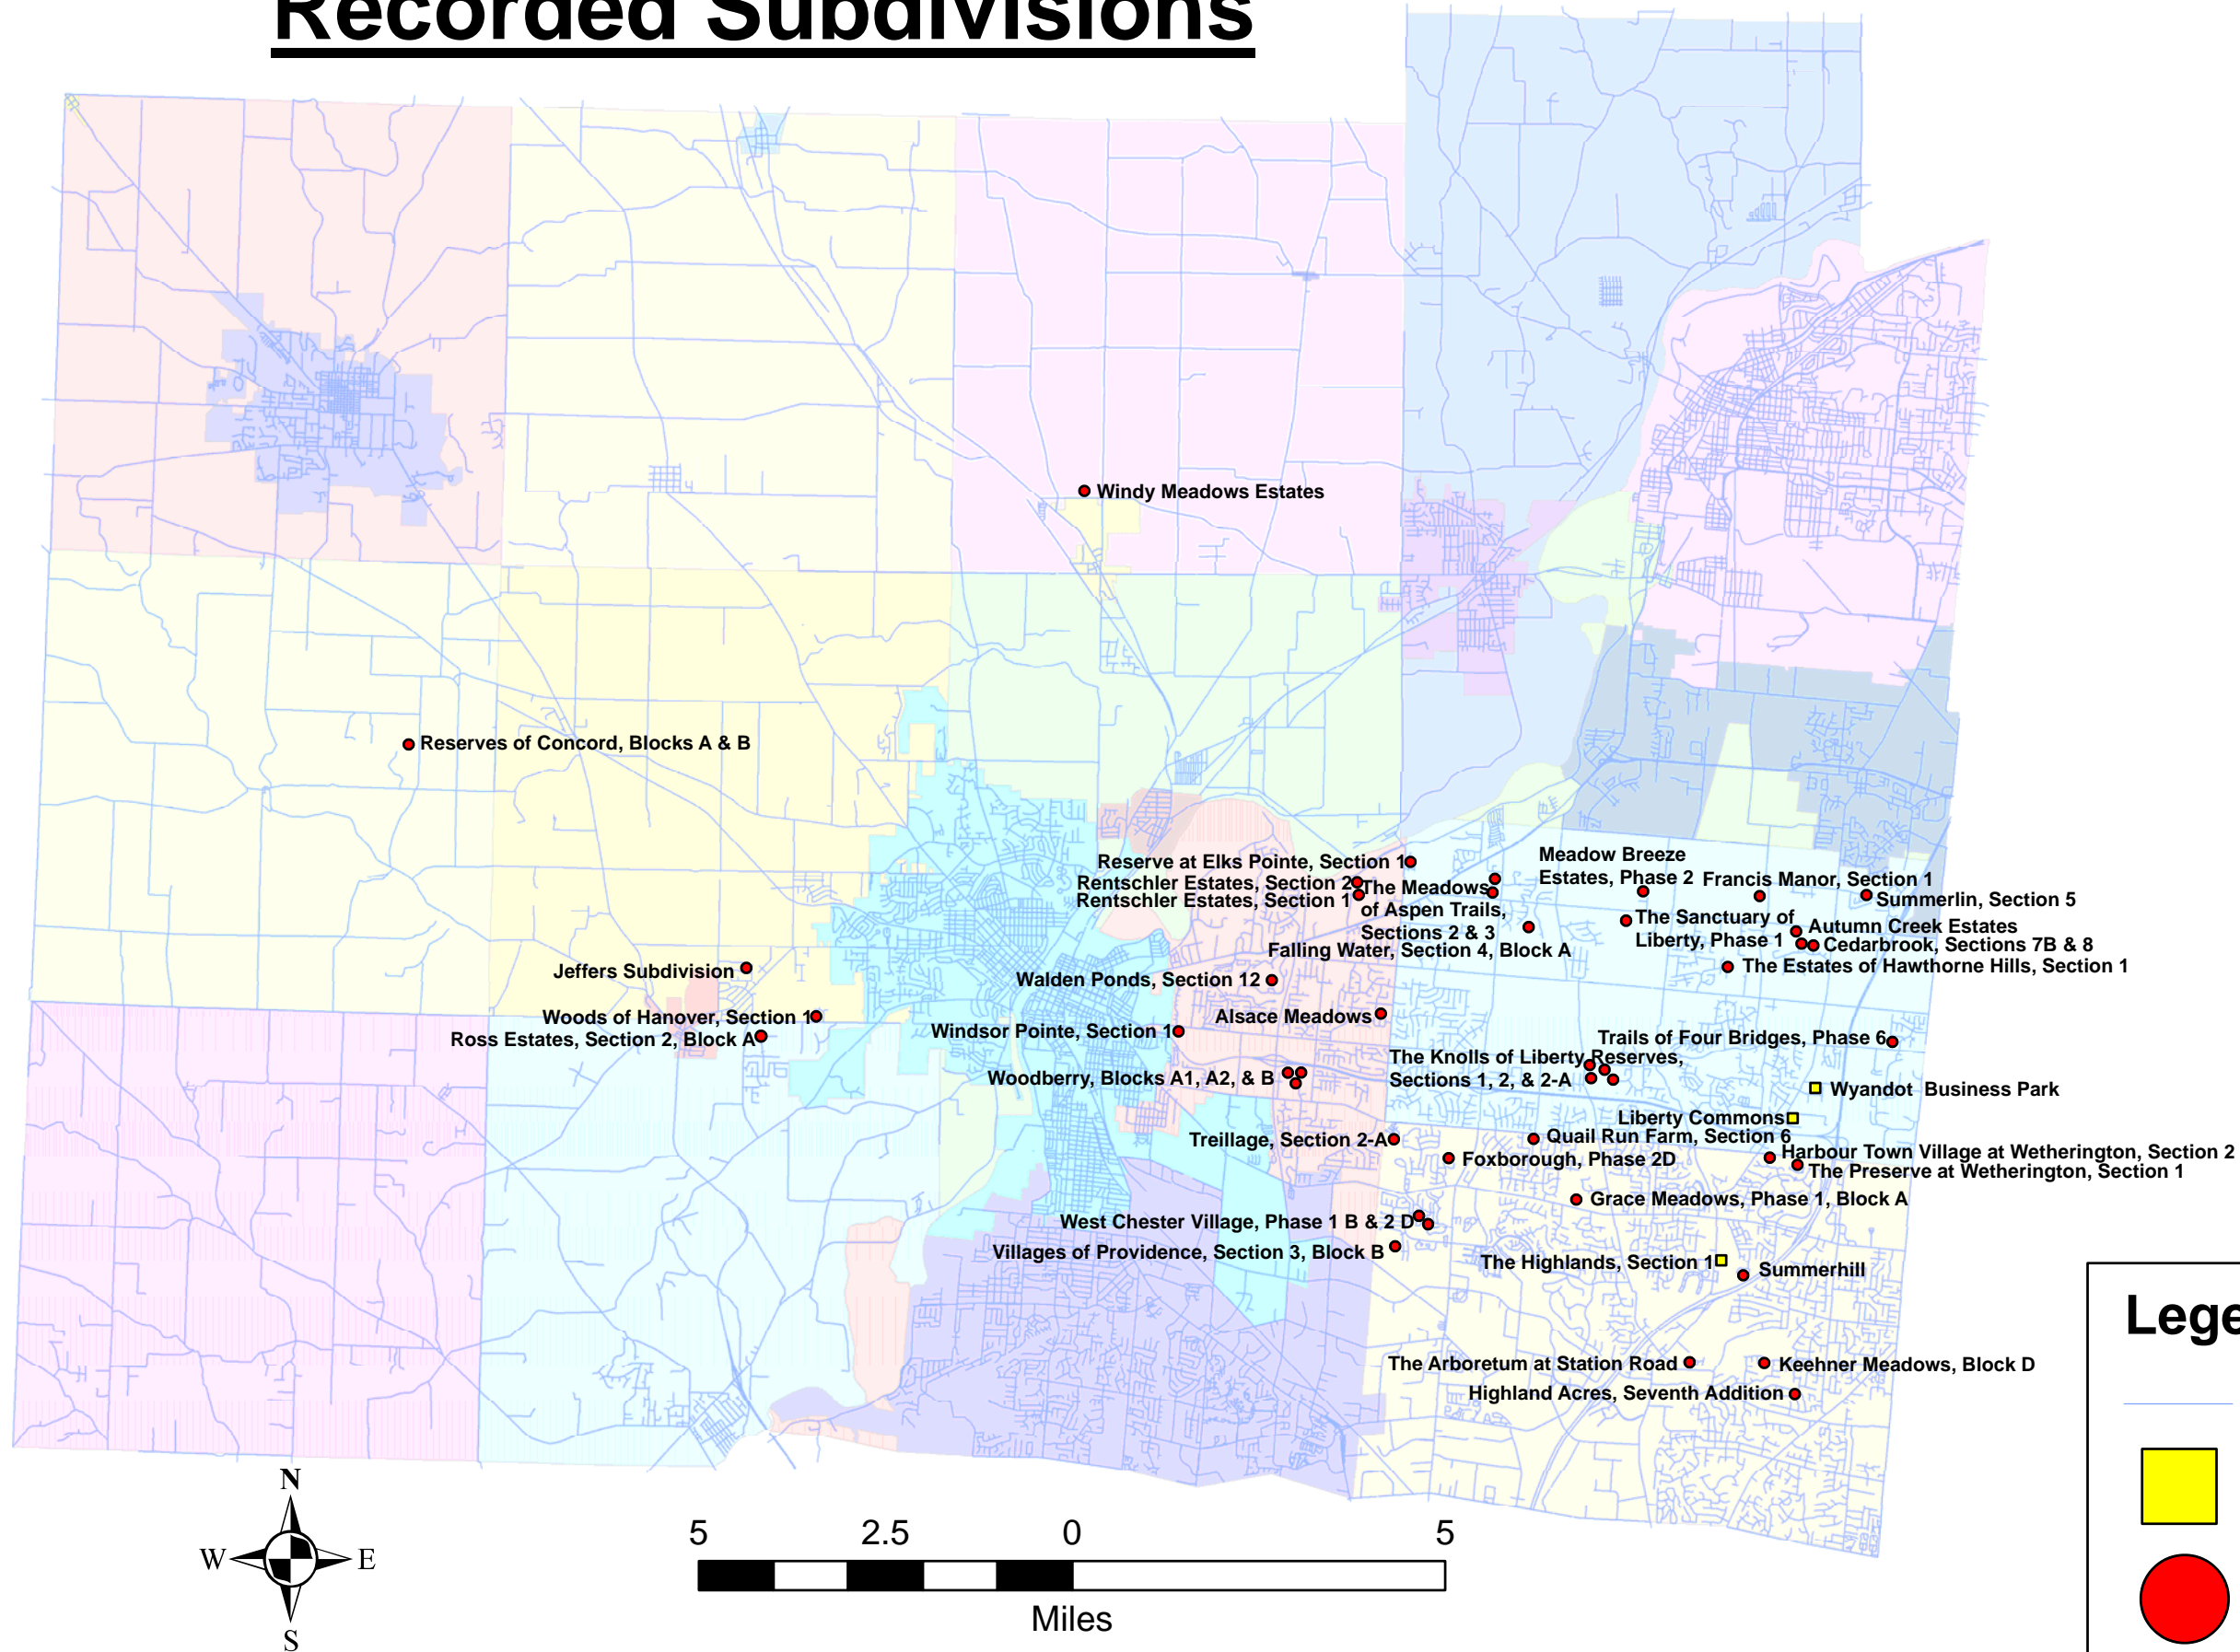 Recorded Subdivisions
Windy Meadows Estates
Reserves of Concord, Blocks A & B
Reserve at Elks Pointe, Section 1
Rentschler Estates, Section 2
Rentschler Estates, Section 1
The Meadows
of Aspen Trails,
Sections 2 & 3
Falling Water, Section 4, Block A
Meadow Breeze
Estates, Phase 2
Francis Manor, Section 1
Summerlin, Section 5
The Sanctuary of
Liberty, Phase 1
Autumn Creek Estates
Cedarbrook, Sections 7B & 8
The Estates of Hawthorne Hills, Section 1
Jeffers Subdivision
Walden Ponds, Section 12
Woods of Hanover, Section 1
Ross Estates, Section 2, Block A
Windsor Pointe, Section 1
Alsace Meadows
Trails of Four Bridges, Phase 6
The Knolls of Liberty Reserves,
Sections 1, 2, & 2-A
Woodberry, Blocks A1, A2, & B
Wyandot Business Park
Liberty Commons
Treillage, Section 2-A
Quail Run Farm, Section 6
Foxborough, Phase 2D
Harbour Town Village at Wetherington, Section 2
The Preserve at Wetherington, Section 1
Grace Meadows, Phase 1, Block A
West Chester Village, Phase 1 B & 2 D
Villages of Providence, Section 3, Block B
The Highlands, Section 1
Summerhill
The Arboretum at Station Road
Keehner Meadows, Block D
Highland Acres, Seventh Addition
Lege
N
W E
S
5 2.5 0 5
Miles